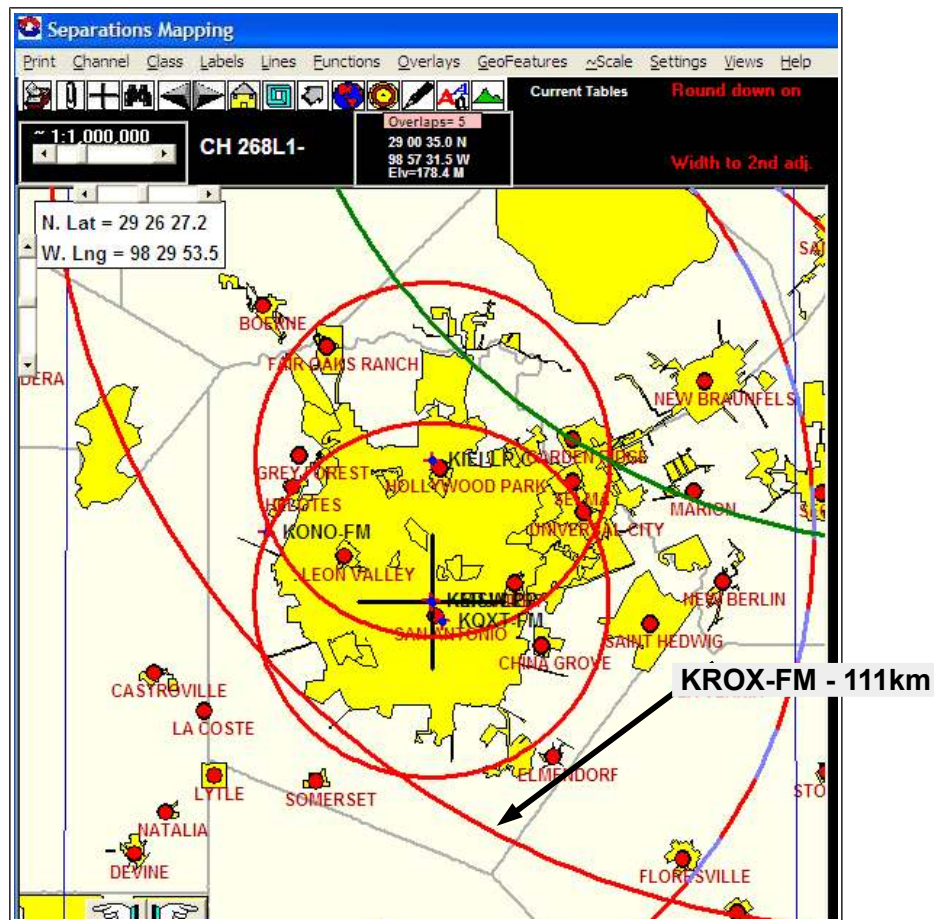 Separations Mapping
Print Channel Class Labels Lines Functions Overlays GeoFeatures ~Scale Settings Views Help
Current Tables
Round down on
~ 1:1,000,000
CH 268L1-
Overlaps= 5
29 00 35.0 N
98 57 31.5 W
Elv=178.4 M
Width to 2nd adj.
N. Lat = 29 26 27.2
W. Lng = 98 29 53.5
BOERNE
FAIR OAKS RANCH
DERA
NEW BRAUNFELS
GREY FOREST
GARDEN RIDGE
HOLLYWOOD PARK
HELOTES
SELMA
MARION
KONO-FM
UNIVERSAL CITY
LEON VALLEY
NEW BERLIN
KQXT-FM
SAN ANTONIO
SAINT HEDWIG
CHINA GROVE
KROX-FM - 111km
CASTROVILLE
LA COSTE
ELMENDORF
LYTLE
SOMERSET
STO
NATALIA
DEVINE
FLORESVILLE